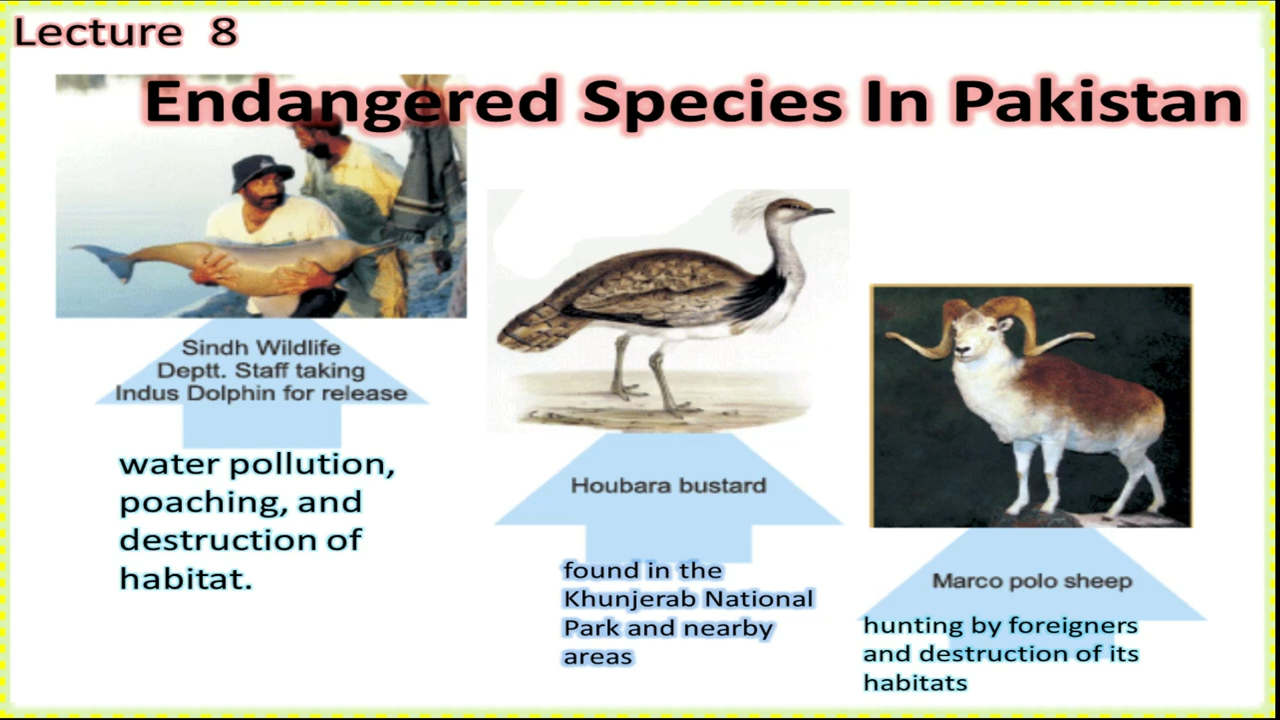 Lecture 8
Endangered Species In Pakistan
Sindh Wildlife
Deptt. Staff taking
Indus Dolphin for release
water pollution,
poaching, and
destruction of
habitat.
Houbara bustard
found in the
Khunjerab National
Park and nearby
areas
Marco polo sheep
hunting by foreigners
and destruction of its
habitats